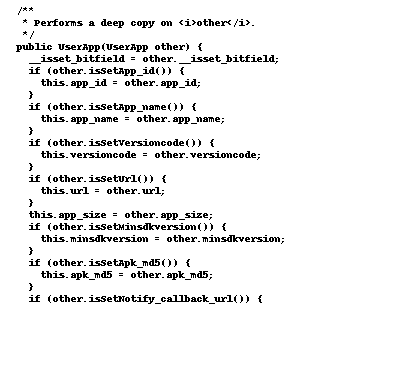 /**
 * Performs a deep copy on <i>other</i>.
 */
public UserApp(UserApp other) {
  __isset_bitfield = other.__isset_bitfield;
  if (other.isSetApp_id()) {
    this.app_id = other.app_id;
  }
  if (other.isSetApp_name()) {
    this.app_name = other.app_name;
  }
  if (other.isSetVersioncode()) {
    this.versioncode = other.versioncode;
  }
  if (other.isSetUrl()) {
    this.url = other.url;
  }
  this.app_size = other.app_size;
  if (other.isSetMinsdkversion()) {
    this.minsdkversion = other.minsdkversion;
  }
  if (other.isSetApk_md5()) {
    this.apk_md5 = other.apk_md5;
  }
  if (other.isSetNotify_callback_url()) {